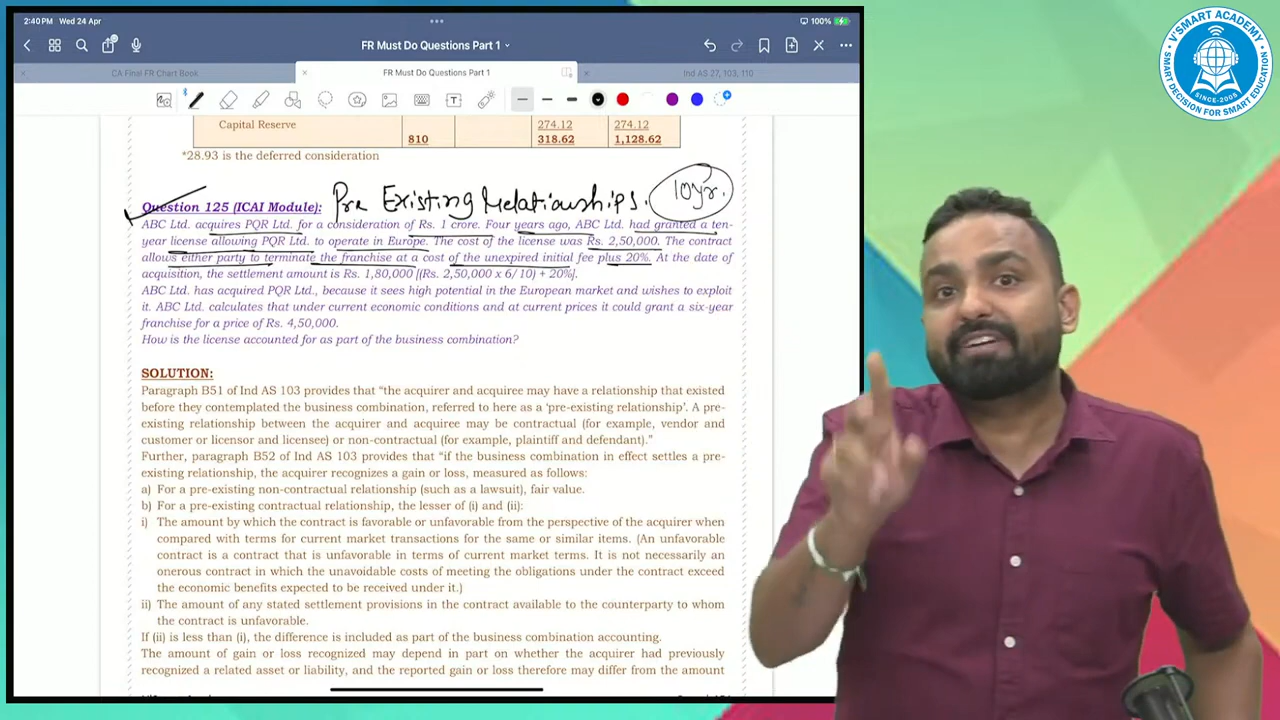 2:40 PM Wed 24 Apr
100%
FR Must Do Questions Part 1
CA Final FR Chart Book
FR Must Do Questions Part 1
Ind AS 27, 103, 110
Capital Reserve 274.12 274.12
810 318.62 1,128.62
*28.93 is the deferred consideration
Pre Existing Relationships. 10yr.
Question 125 (ICAI Module):
ABC Ltd. acquires PQR Ltd. for a consideration of Rs. 1 crore. Four years ago, ABC Ltd. had granted a ten-
year license allowing PQR Ltd. to operate in Europe. The cost of the license was Rs. 2,50,000. The contract
allows either party to terminate the franchise at a cost of the unexpired initial fee plus 20%. At the date of
acquisition, the settlement amount is Rs. 1,80,000 [(Rs. 2,50,000 x 6/10) + 20%].
ABC Ltd. has acquired PQR Ltd., because it sees high potential in the European market and wishes to exploit
it. ABC Ltd. calculates that under current economic conditions and at current prices it could grant a six-year
franchise for a price of Rs. 4,50,000.
How is the license accounted for as part of the business combination?
SOLUTION:
Paragraph B51 of Ind AS 103 provides that “the acquirer and acquiree may have a relationship that existed
before they contemplated the business combination, referred to here as a ‘pre-existing relationship’. A pre-
existing relationship between the acquirer and acquiree may be contractual (for example, vendor and
customer or licensor and licensee) or non-contractual (for example, plaintiff and defendant).”
Further, paragraph B52 of Ind AS 103 provides that “if the business combination in effect settles a pre-
existing relationship, the acquirer recognizes a gain or loss, measured as follows:
a) For a pre-existing non-contractual relationship (such as a lawsuit), fair value.
b) For a pre-existing contractual relationship, the lesser of (i) and (ii):
i) The amount by which the contract is favorable or unfavorable from the perspective of the acquirer when
compared with terms for current market transactions for the same or similar items. (An unfavorable
contract is a contract that is unfavorable in terms of current market terms. It is not necessarily an
onerous contract in which the unavoidable costs of meeting the obligations under the contract exceed
the economic benefits expected to be received under it.)
ii) The amount of any stated settlement provisions in the contract available to the counterparty to whom
the contract is unfavorable.
If (ii) is less than (i), the difference is included as part of the business combination accounting.
The amount of gain or loss recognized may depend in part on whether the acquirer had previously
recognized a related asset or liability, and the reported gain or loss therefore may differ from the amount
V'SMART ACADEMY
SMART DECISION FOR SMART EDUCATION
SINCE-2005